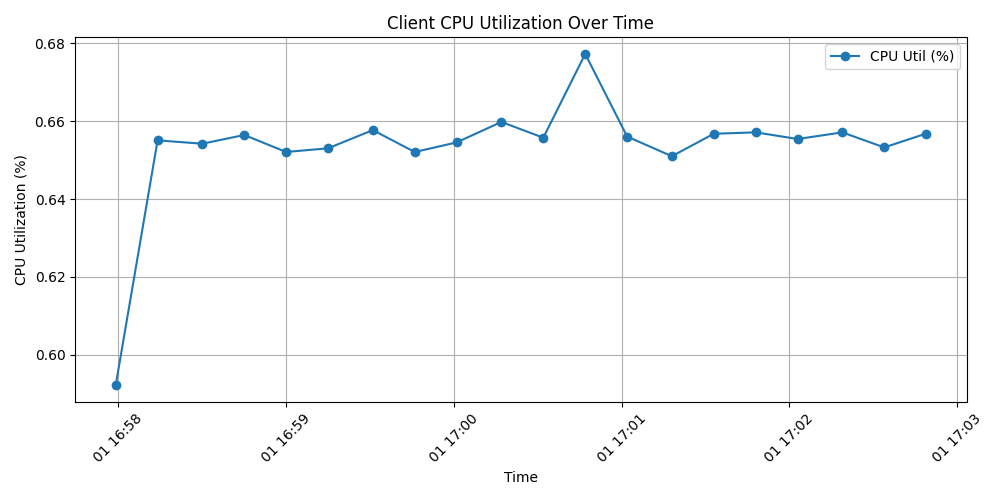 Client CPU Utilization Over Time
CPU Util (%)
CPU Utilization (%)
0.68
0.66
0.64
0.62
0.60
01 16:58
01 16:59
01 17:00
01 17:01
01 17:02
01 17:03
Time